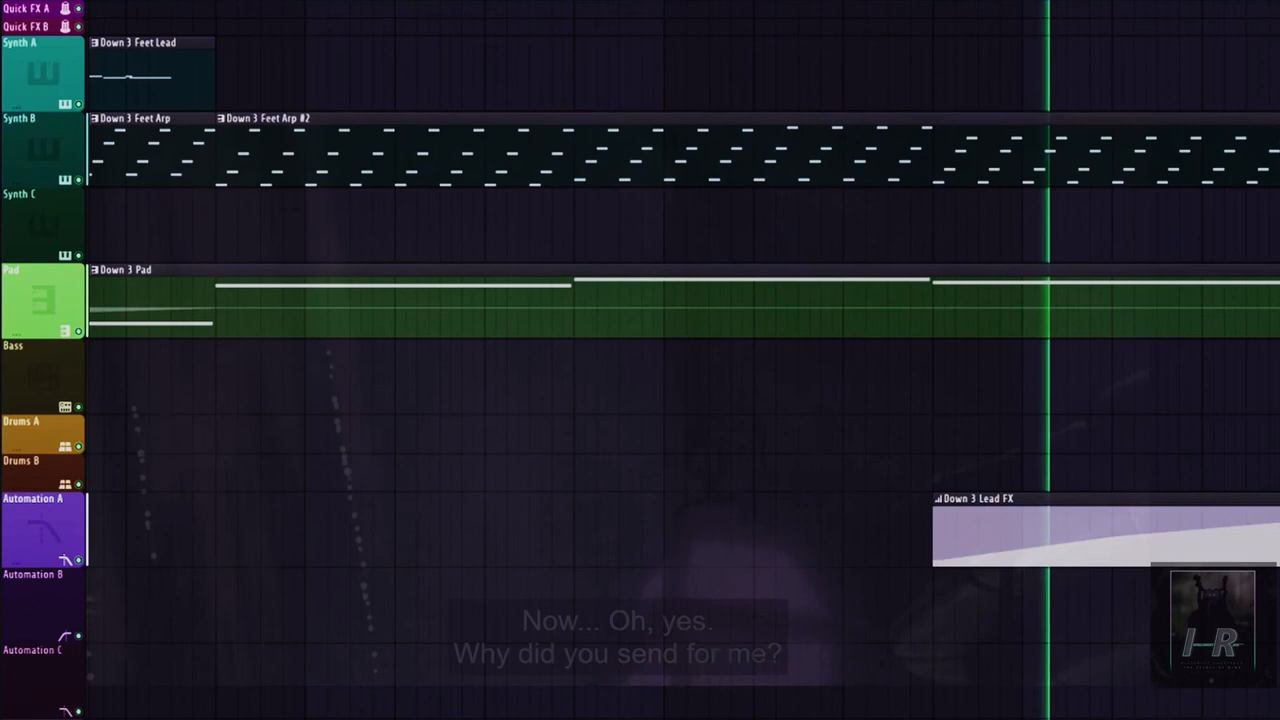 Quick FX A
Quick FX B
Synth A
Down 3 Feet Lead
Synth B
Down 3 Feet Arp
Down 3 Feet Arp #2
Synth C
Pad
Down 3 Pad
Bass
Drums A
Drums B
Automation A
Down 3 Lead FX
Automation B
Automation C
Now... Oh, yes.
Why did you send for me?
I-R